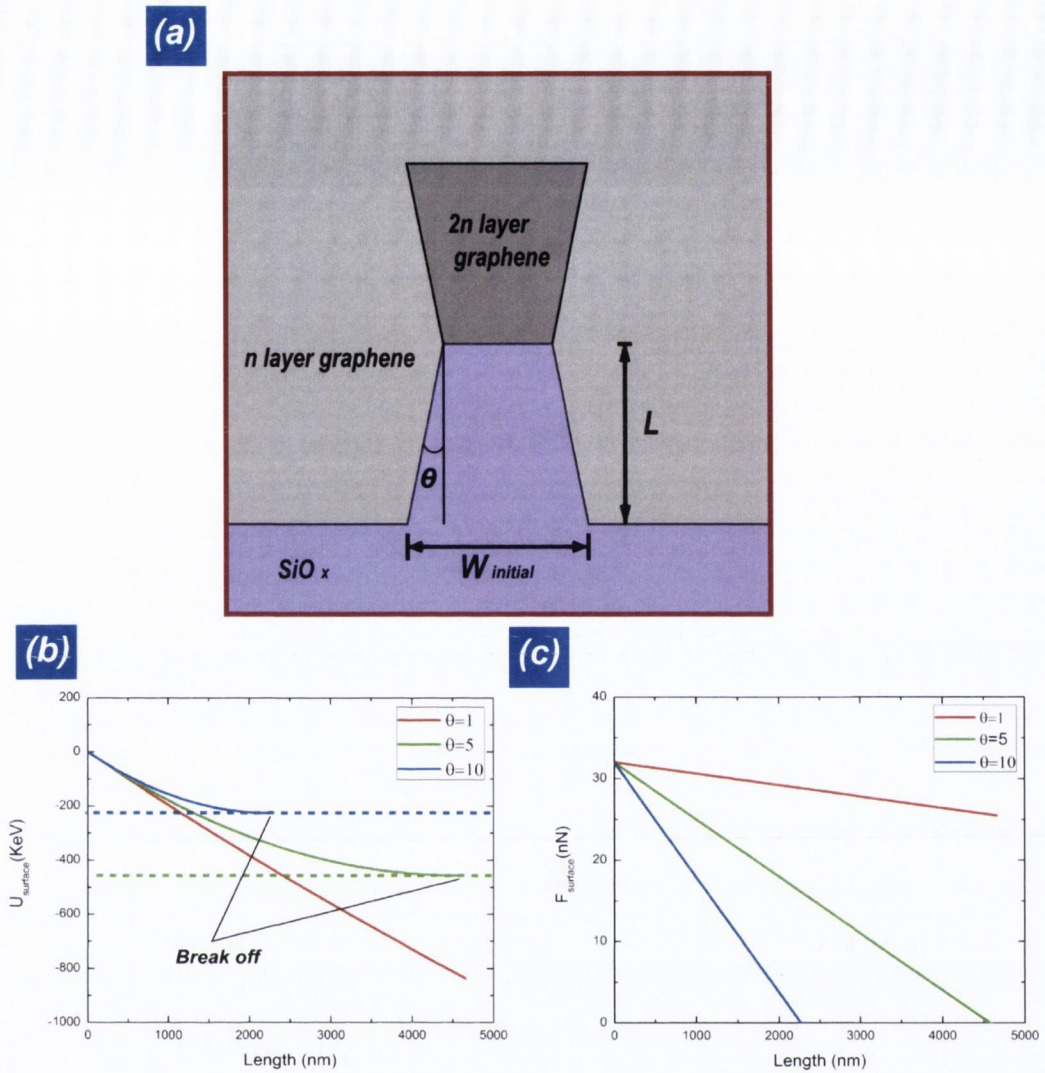 (a)
2n layer
graphene
n layer graphene
L
θ
W initial
SiO x
(b)
200
0
-200
-400
-600
-800
-1000
U surface (KeV)
θ=1
θ=5
θ=10
Break off
0 1000 2000 3000 4000 5000
Length (nm)
(c)
40
30
20
10
0
F surface (nN)
θ=1
θ=5
θ=10
0 1000 2000 3000 4000 5000
Length (nm)